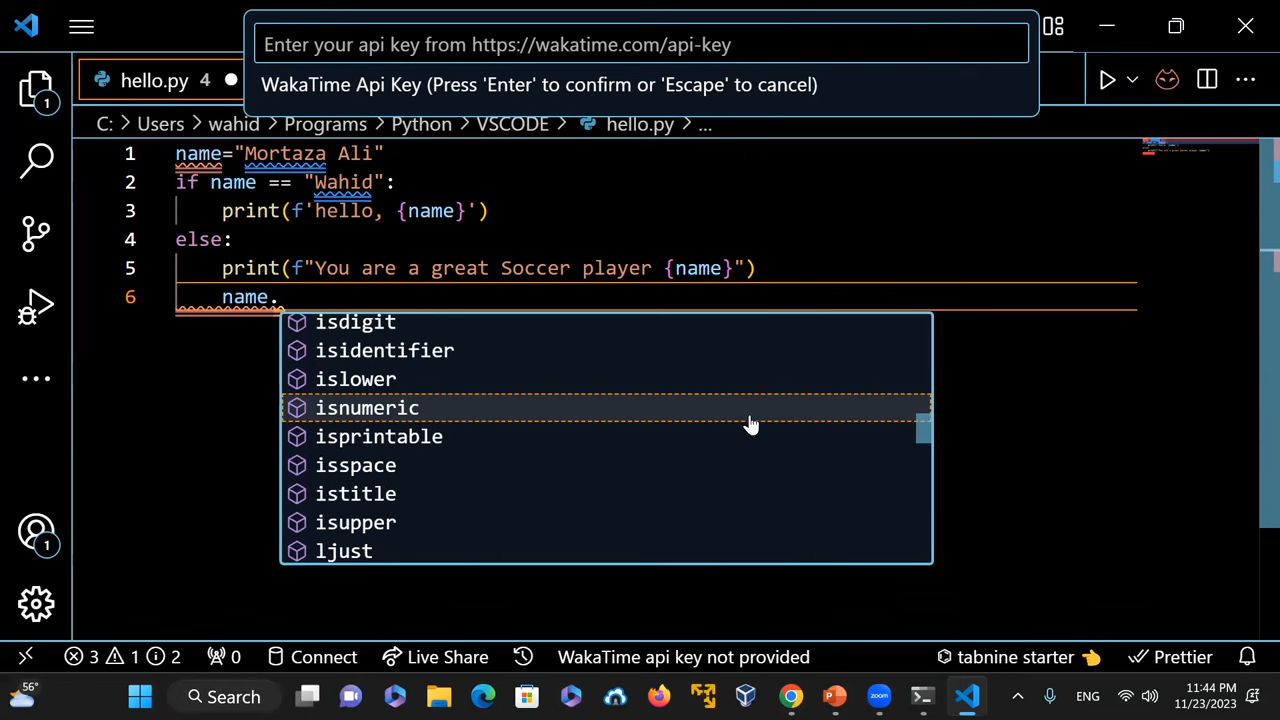 Enter your api key from https://wakatime.com/api-key
WakaTime Api Key (Press 'Enter' to confirm or 'Escape' to cancel)
hello.py 4
1
C: > Users > wahid > Programs > Python > VSCODE > hello.py > ...
1 name="Mortaza Ali"
2 if name == "Wahid":
3 print(f'hello, {name}')
4 else:
5 print(f"You are a great Soccer player {name}")
6 name.
isdigit
isidentifier
islower
isnumeric
isprintable
isspace
istitle
isupper
ljust
1
3 1 2 0 Connect Live Share WakaTime api key not provided tabnine starter Prettier
56° Search zoom ENG 11:44 PM
11/23/2023